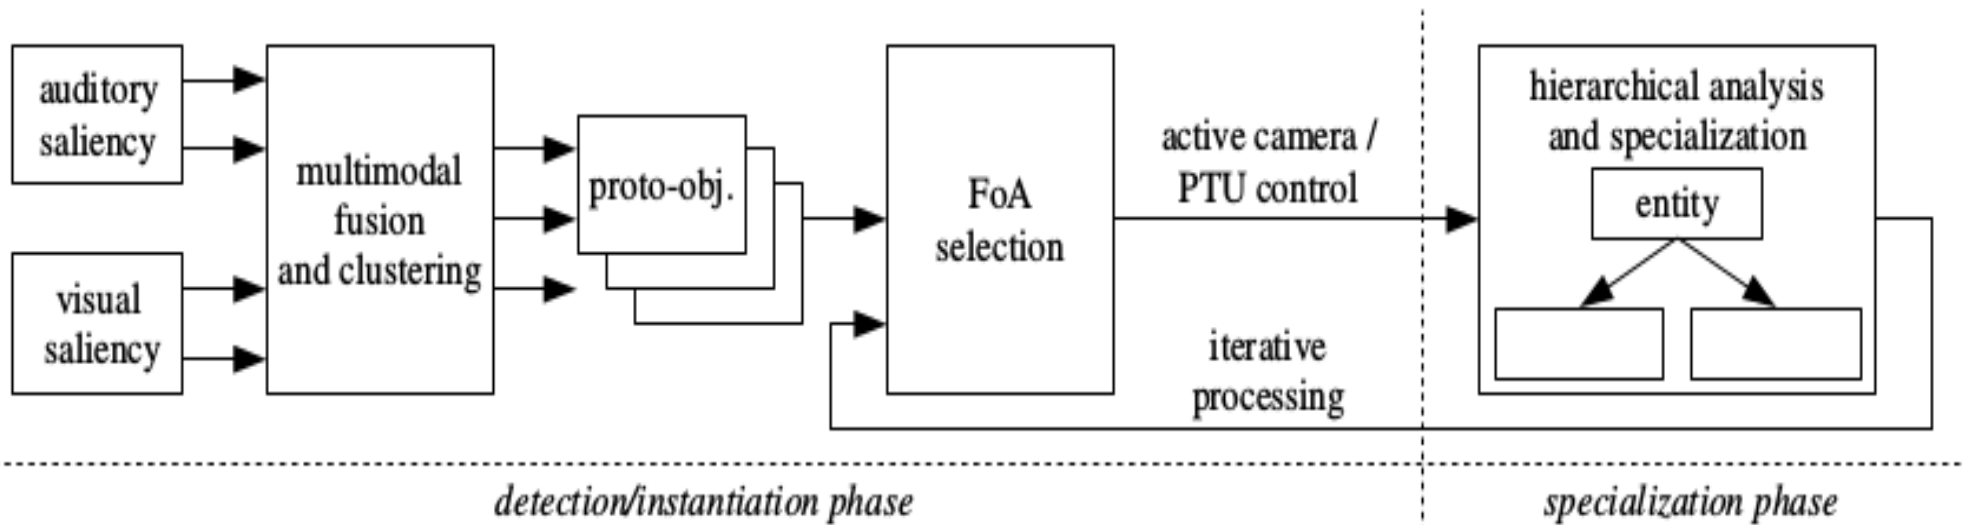 auditory
saliency
visual
saliency
multimodal
fusion
and clustering
proto-obj.
FoA
selection
active camera /
PTU control
iterative
processing
hierarchical analysis
and specialization
entity
detection/instantiation phase
specialization phase